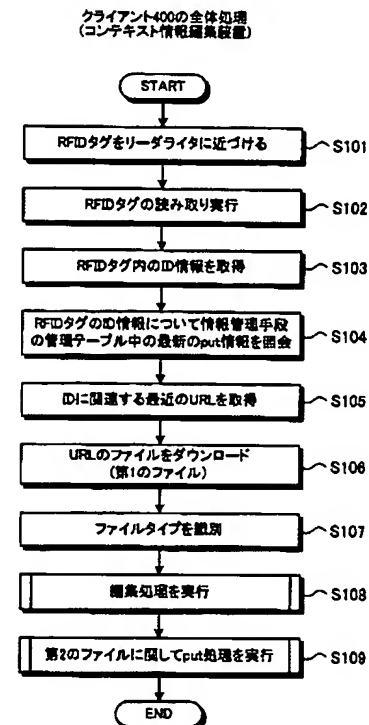 クライアント400の全体処理
(コンテキスト情報編集装置)
START
RFIDタグをリーダライタに近づける
S101
RFIDタグの読み取り実行
S102
RFIDタグ内のID情報を取得
S103
RFIDタグのID情報について情報管理手段
の管理テーブル中の最新のput情報を照会
S104
IDに関連する最近のURLを取得
S105
URLのファイルをダウンロード
(第1のファイル)
S106
ファイルタイプを識別
S107
編集処理を実行
S108
第2のファイルに関してput処理を実行
S109
END